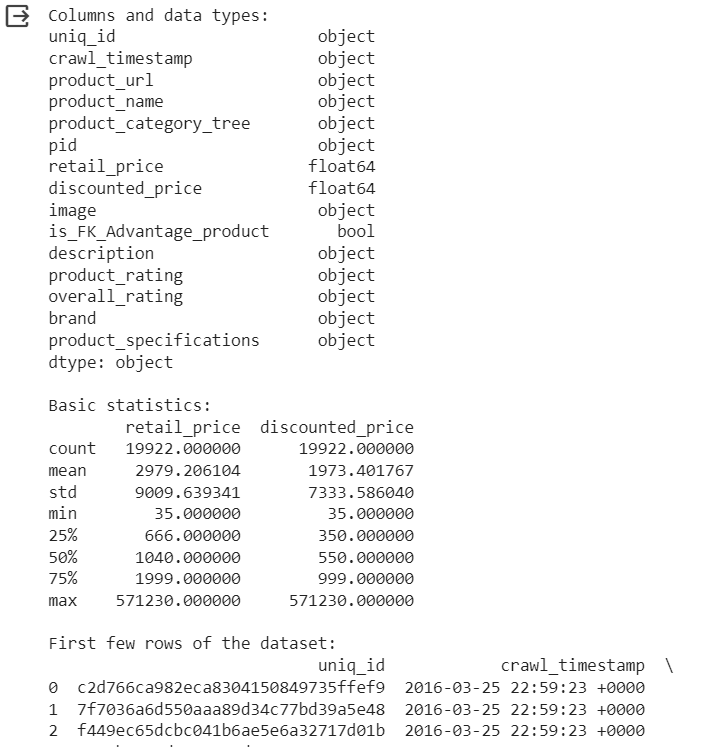 Columns and data types:
uniq_id object
crawl_timestamp object
product_url object
product_name object
product_category_tree object
pid object
retail_price float64
discounted_price float64
image object
is_FK_Advantage_product bool
description object
product_rating object
overall_rating object
brand object
product_specifications object
dtype: object
Basic statistics:
retail_price discounted_price
count 19922.000000 19922.000000
mean 2979.206104 1973.401767
std 9009.639341 7333.586040
min 35.000000 35.000000
25% 666.000000 350.000000
50% 1040.000000 550.000000
75% 1999.000000 999.000000
max 571230.000000 571230.000000
First few rows of the dataset:
uniq_id crawl_timestamp \
0 c2d766ca982eca8304150849735ffef9 2016-03-25 22:59:23 +0000
1 7f7036a6d550aaa89d34c77bd39a5e48 2016-03-25 22:59:23 +0000
2 f449ec65dcbc041b6ae5e6a32717d01b 2016-03-25 22:59:23 +0000